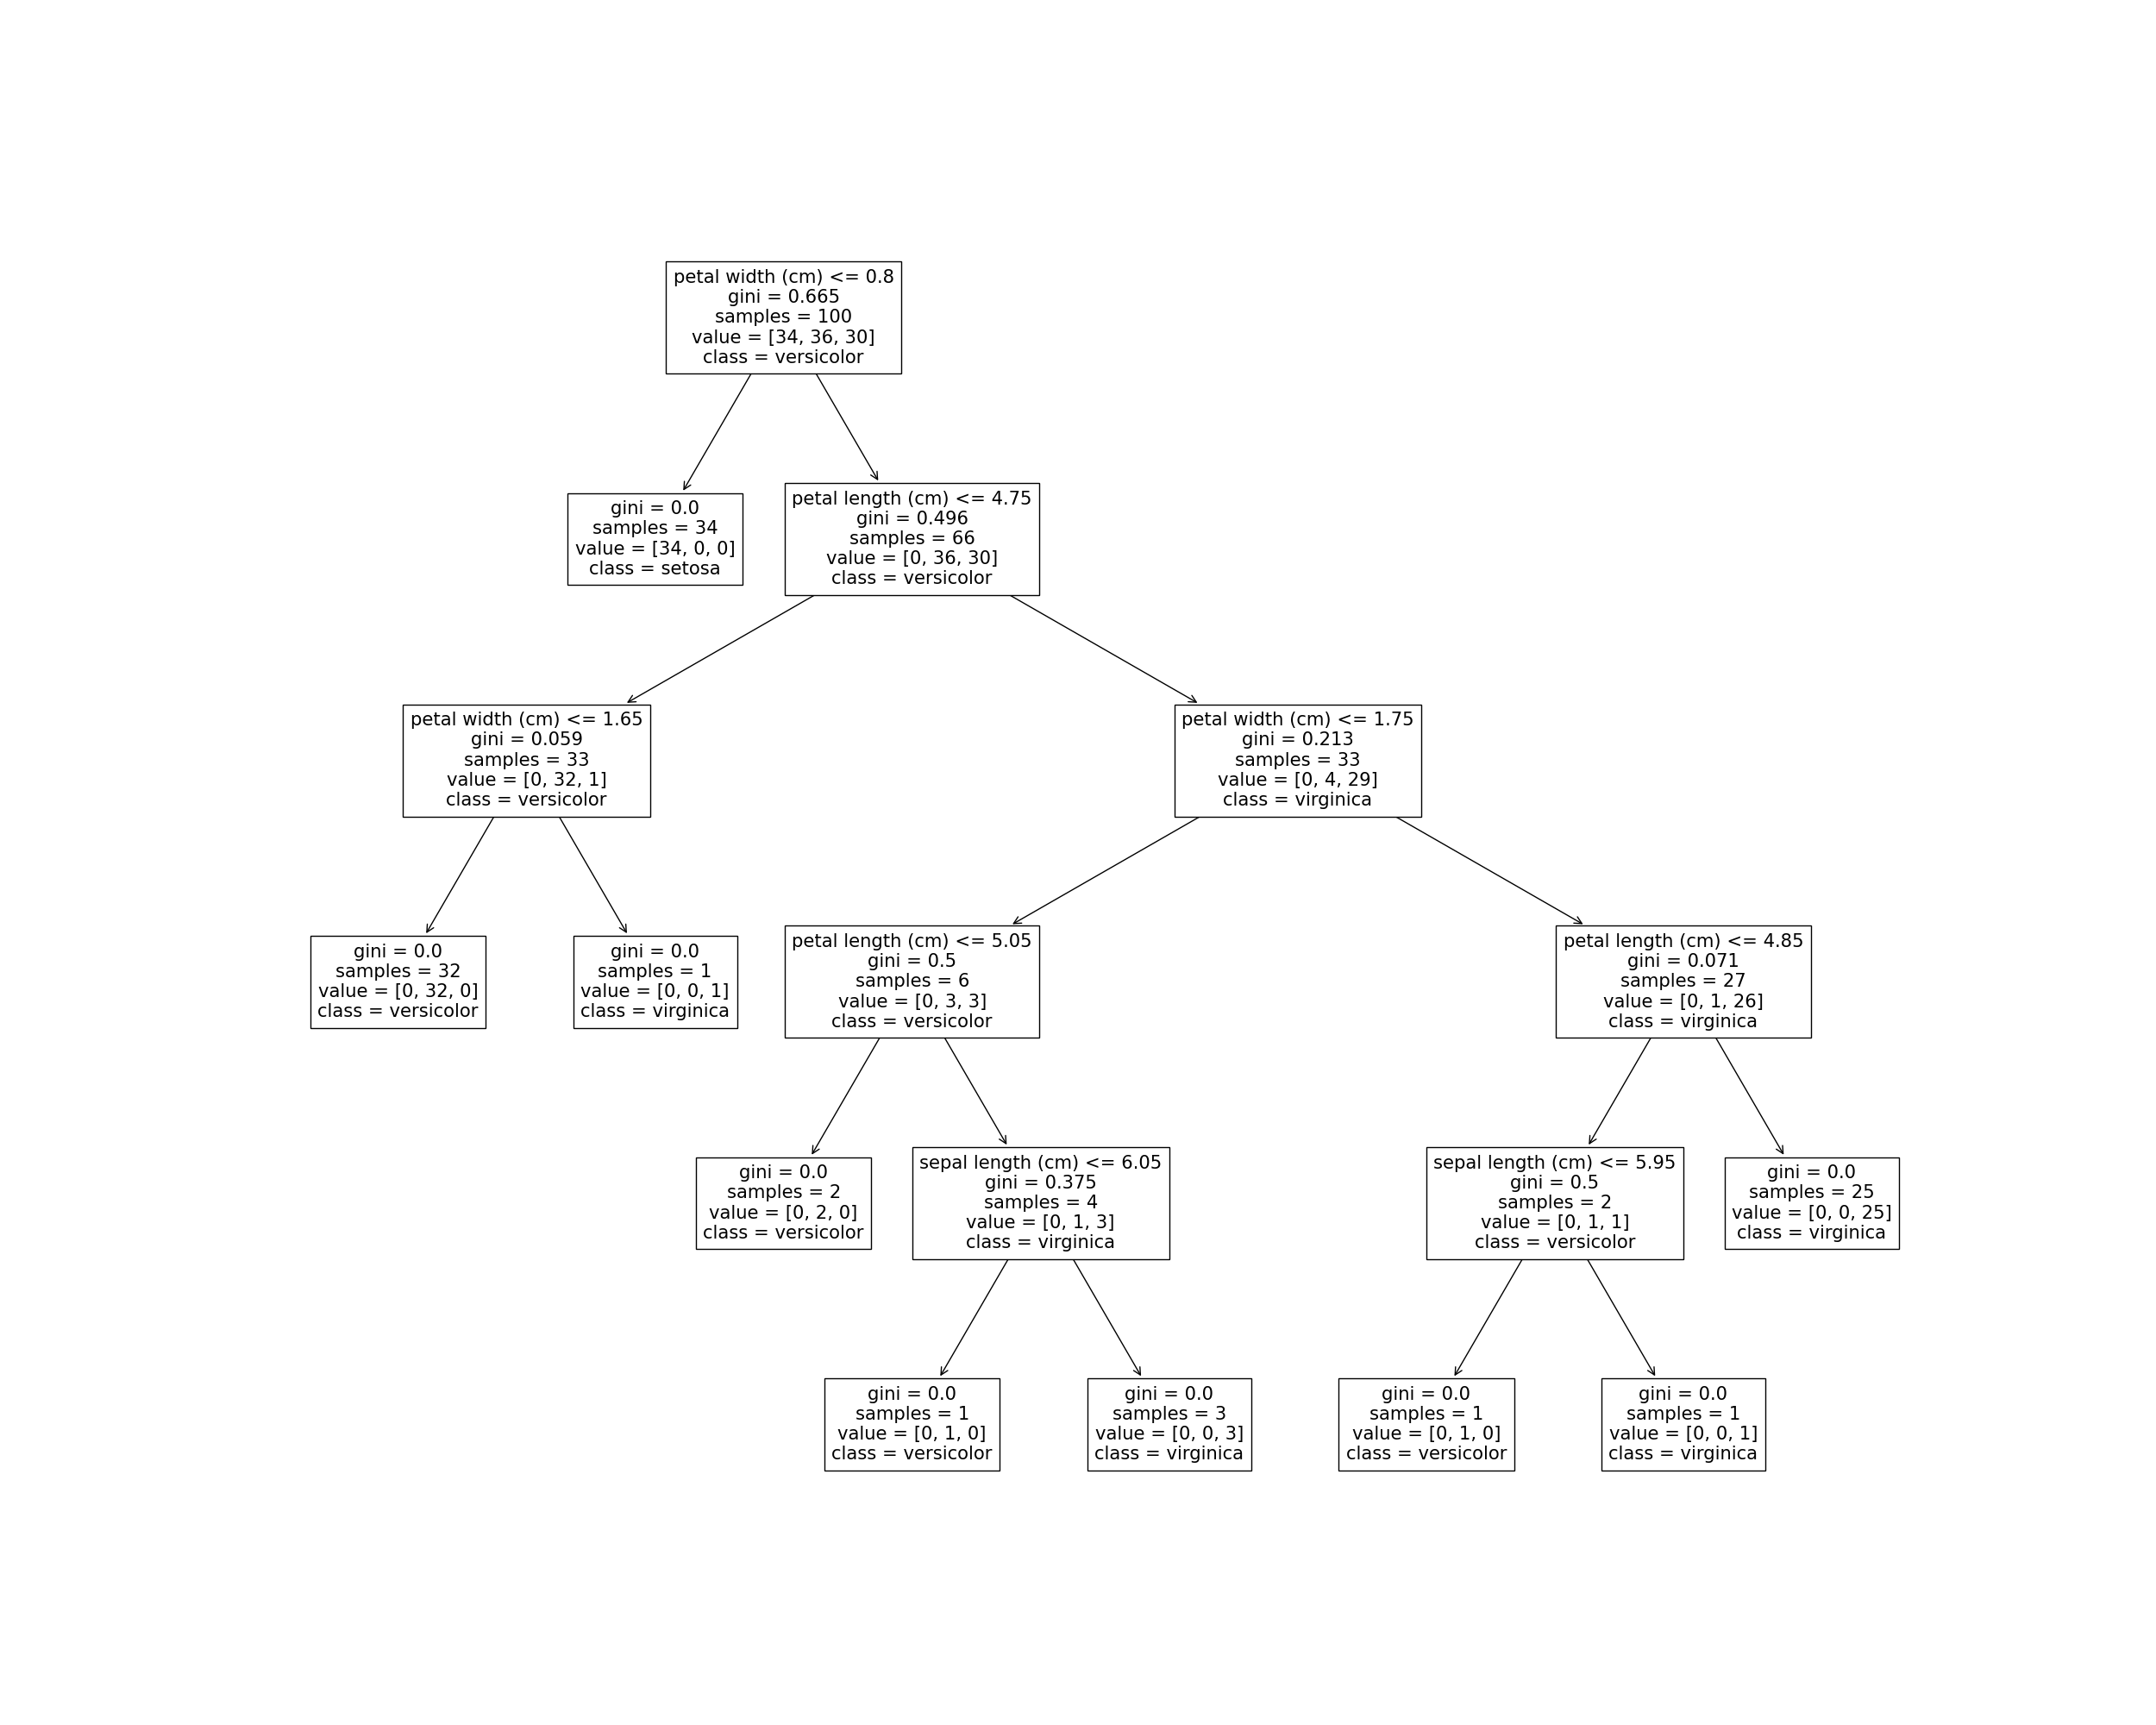 petal width (cm) <= 0.8
gini = 0.665
samples = 100
value = [34, 36, 30]
class = versicolor
gini = 0.0
samples = 34
value = [34, 0, 0]
class = setosa
petal length (cm) <= 4.75
gini = 0.496
samples = 66
value = [0, 36, 30]
class = versicolor
petal width (cm) <= 1.65
gini = 0.059
samples = 33
value = [0, 32, 1]
class = versicolor
petal width (cm) <= 1.75
gini = 0.213
samples = 33
value = [0, 4, 29]
class = virginica
gini = 0.0
samples = 32
value = [0, 32, 0]
class = versicolor
gini = 0.0
samples = 1
value = [0, 0, 1]
class = virginica
petal length (cm) <= 5.05
gini = 0.5
samples = 6
value = [0, 3, 3]
class = versicolor
petal length (cm) <= 4.85
gini = 0.071
samples = 27
value = [0, 1, 26]
class = virginica
gini = 0.0
samples = 2
value = [0, 2, 0]
class = versicolor
sepal length (cm) <= 6.05
gini = 0.375
samples = 4
value = [0, 1, 3]
class = virginica
sepal length (cm) <= 5.95
gini = 0.5
samples = 2
value = [0, 1, 1]
class = versicolor
gini = 0.0
samples = 25
value = [0, 0, 25]
class = virginica
gini = 0.0
samples = 1
value = [0, 1, 0]
class = versicolor
gini = 0.0
samples = 3
value = [0, 0, 3]
class = virginica
gini = 0.0
samples = 1
value = [0, 1, 0]
class = versicolor
gini = 0.0
samples = 1
value = [0, 0, 1]
class = virginica